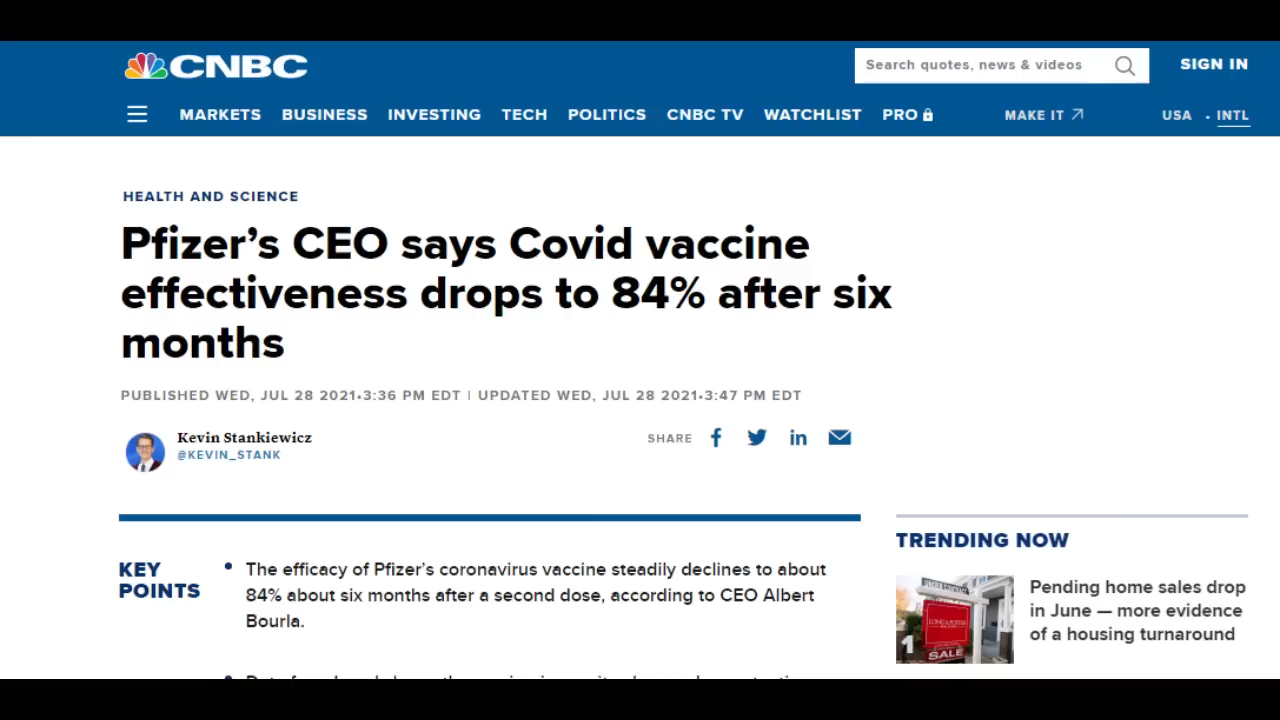 CNBC
Search quotes, news & videos
SIGN IN
MARKETS BUSINESS INVESTING TECH POLITICS CNBC TV WATCHLIST PRO MAKE IT USA · INTL
HEALTH AND SCIENCE
Pfizer’s CEO says Covid vaccine
effectiveness drops to 84% after six
months
PUBLISHED WED, JUL 28 2021•3:36 PM EDT | UPDATED WED, JUL 28 2021•3:47 PM EDT
Kevin Stankiewicz
@KEVIN_STANK
SHARE
KEY
POINTS
• The efficacy of Pfizer’s coronavirus vaccine steadily declines to about
84% about six months after a second dose, according to CEO Albert
Bourla.
TRENDING NOW
1
SALE
Pending home sales drop
in June — more evidence
of a housing turnaround